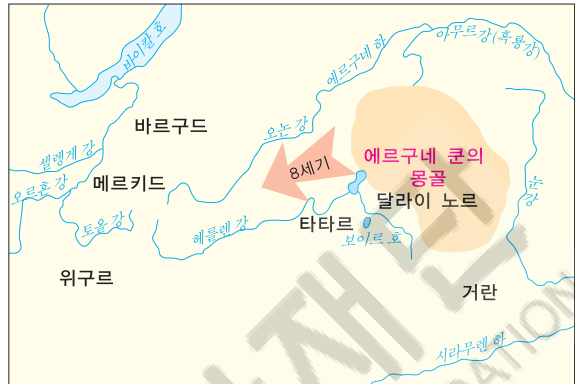 바이칼 호
아무르강(흑룡강)
에르구네 하
바르구드
오논 강
셀렝게 강
8세기
에르구네 쿤의
몽골
메르키드
오르혼 강
달라이 노르
눈 강
토올 강
타타르
헤를렌 강
보이르 호
위구르
거란
시라무렌 하
재단
ATION